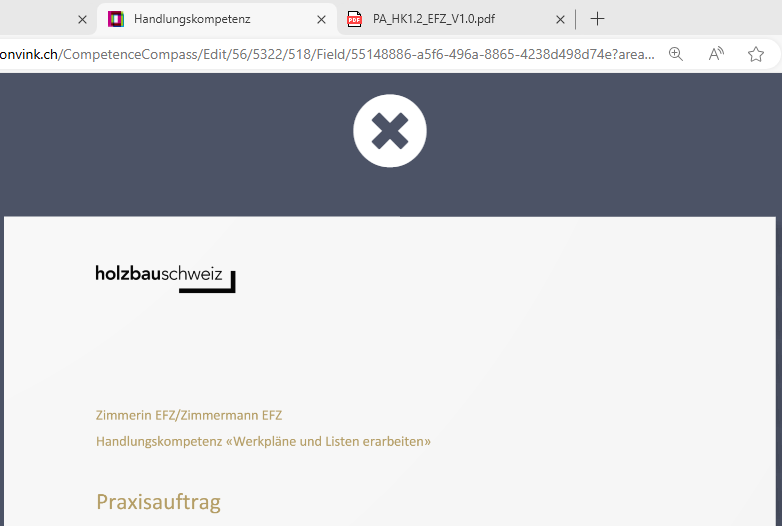 Handlungskompetenz
PDF PA_HK1.2_EFZ_V1.0.pdf
onvink.ch/CompetenceCompass/Edit/56/5322/518/Field/55148886-a5f6-496a-8865-4238d498d74e?area...
holzbauschweiz
Zimmerin EFZ/Zimmermann EFZ
Handlungskompetenz «Werkpläne und Listen erarbeiten»
Praxisauftrag